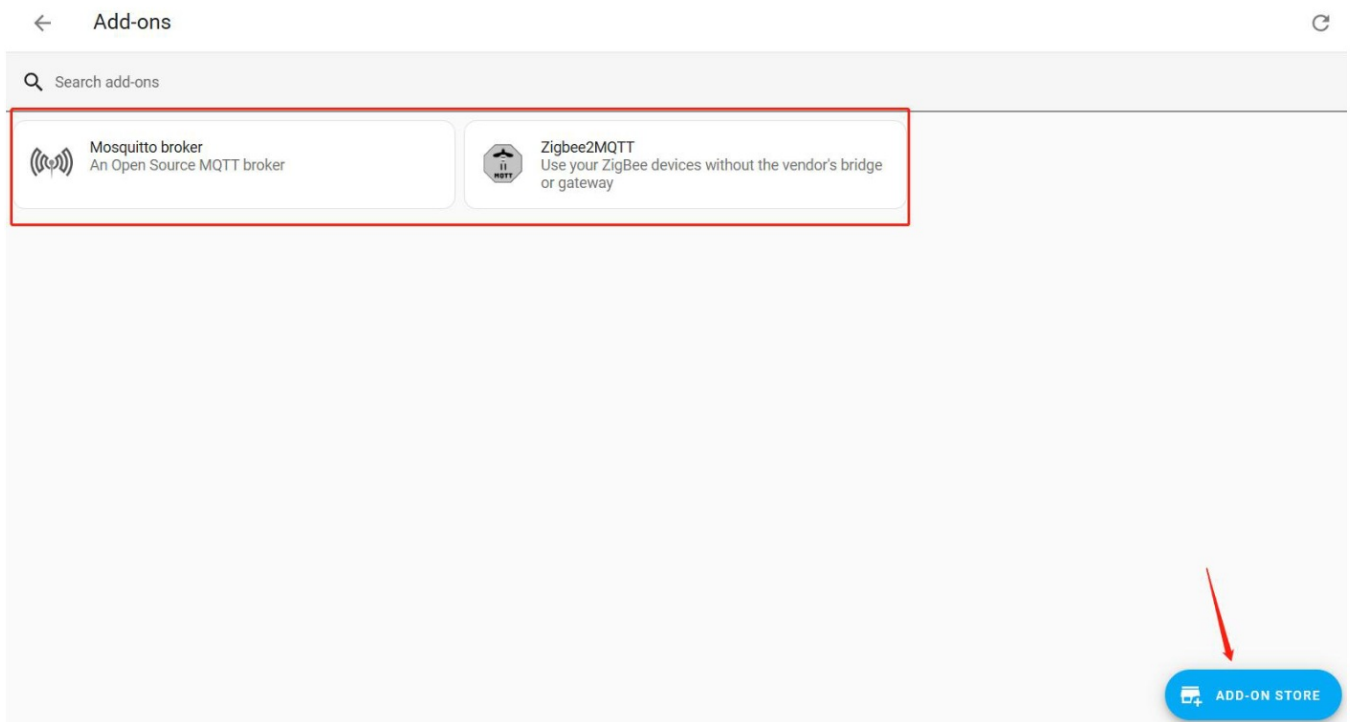 Add-ons
Search add-ons
Mosquitto broker
An Open Source MQTT broker
Zigbee2MQTT
Use your ZigBee devices without the vendor's bridge
or gateway
MQTT
ADD-ON STORE